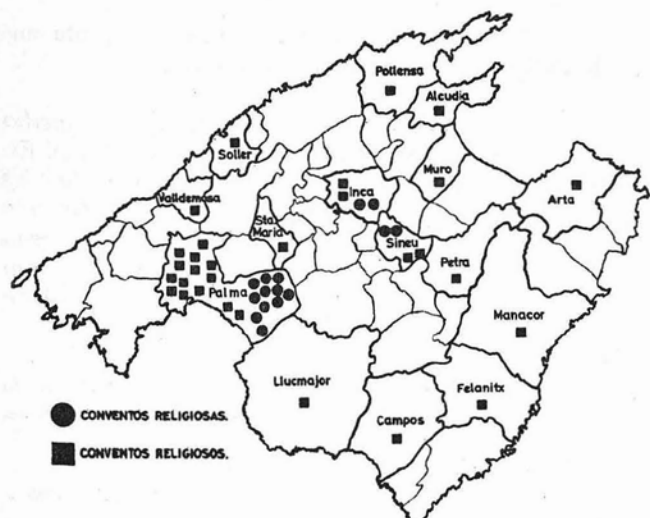 Pollensa
Alcudia
Soller
Muro
Inca
Arta
Valldemosa
Sta
Maria
Sineu
Petra
Palma
Manacor
Llucmajor
Felanitx
Campos
CONVENTOS RELIGIOSAS.
CONVENTOS RELIGIOSOS.